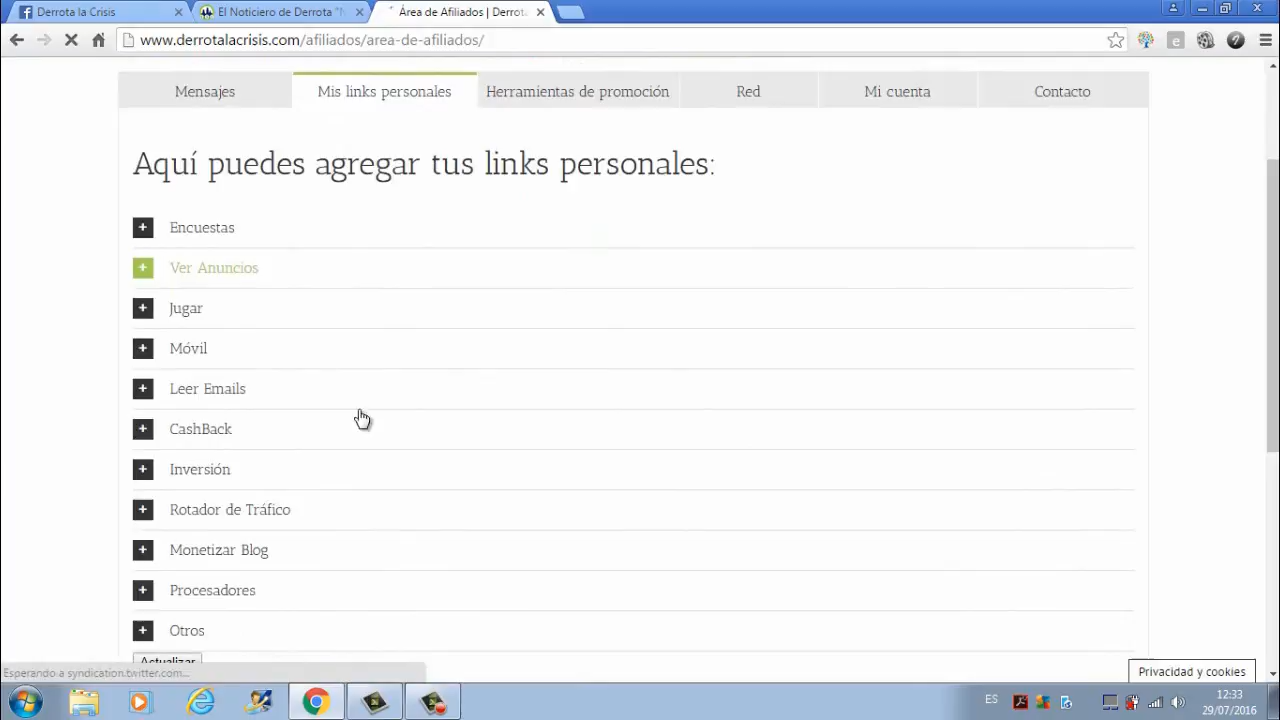 Derrota la Crisis
El Noticiero de Derrota "N
Área de Afiliados | Derrot
www.derrotalacrisis.com/afiliados/area-de-afiliados/
Mensajes
Mis links personales
Herramientas de promoción
Red
Mi cuenta
Contacto
Aquí puedes agregar tus links personales:
Encuestas
Ver Anuncios
Jugar
Móvil
Leer Emails
CashBack
Inversión
Rotador de Tráfico
Monetizar Blog
Procesadores
Otros
Actualizar
Esperando a syndication.twitter.com...
Privacidad y cookies
ES
12:33
29/07/2016